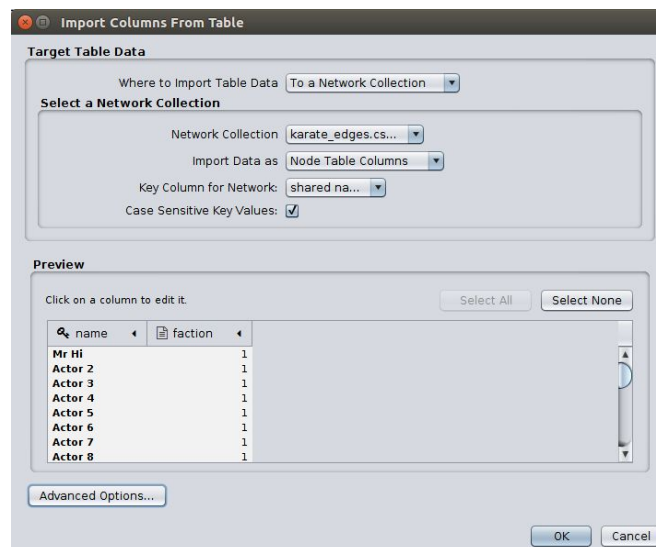 Import Columns From Table
Target Table Data
Where to Import Table Data To a Network Collection
Select a Network Collection
Network Collection karate_edges.cs...
Import Data as Node Table Columns
Key Column for Network: shared na...
Case Sensitive Key Values:
Preview
Click on a column to edit it. Select All Select None
name faction
Mr Hi 1
Actor 2 1
Actor 3 1
Actor 4 1
Actor 5 1
Actor 6 1
Actor 7 1
Actor 8 1
Advanced Options...
OK Cancel